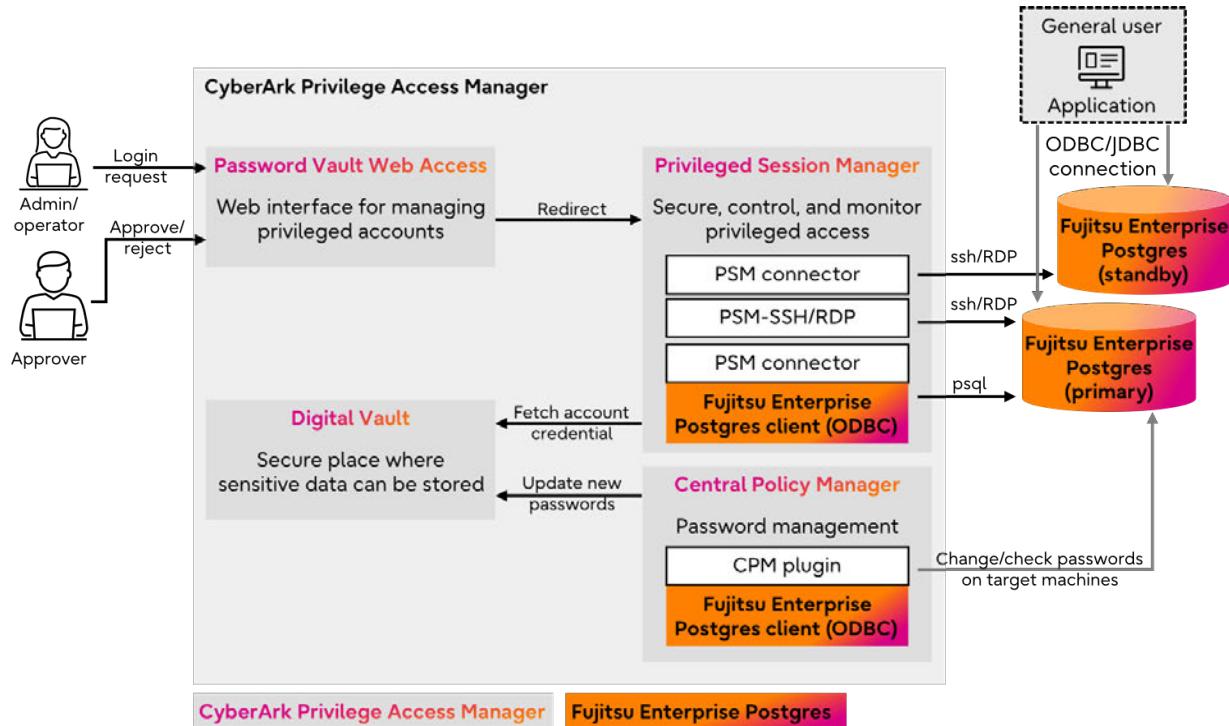 General user
Application
CyberArk Privilege Access Manager
Admin/
operator
Login
request
Approver
Approve/
reject
Password Vault Web Access
Web interface for managing
privileged accounts
Redirect
Privileged Session Manager
Secure, control, and monitor
privileged access
PSM connector
PSM-SSH/RDP
PSM connector
Fujitsu Enterprise
Postgres client (ODBC)
ODBC/JDBC
connection
ssh/RDP
Fujitsu Enterprise
Postgres
(standby)
ssh/RDP
psql
Fujitsu Enterprise
Postgres
(primary)
Digital Vault
Secure place where
sensitive data can be stored
Fetch account
credential
Update new
passwords
Central Policy Manager
Password management
CPM plugin
Fujitsu Enterprise
Postgres client (ODBC)
Change/check passwords
on target machines
CyberArk Privilege Access Manager
Fujitsu Enterprise Postgres